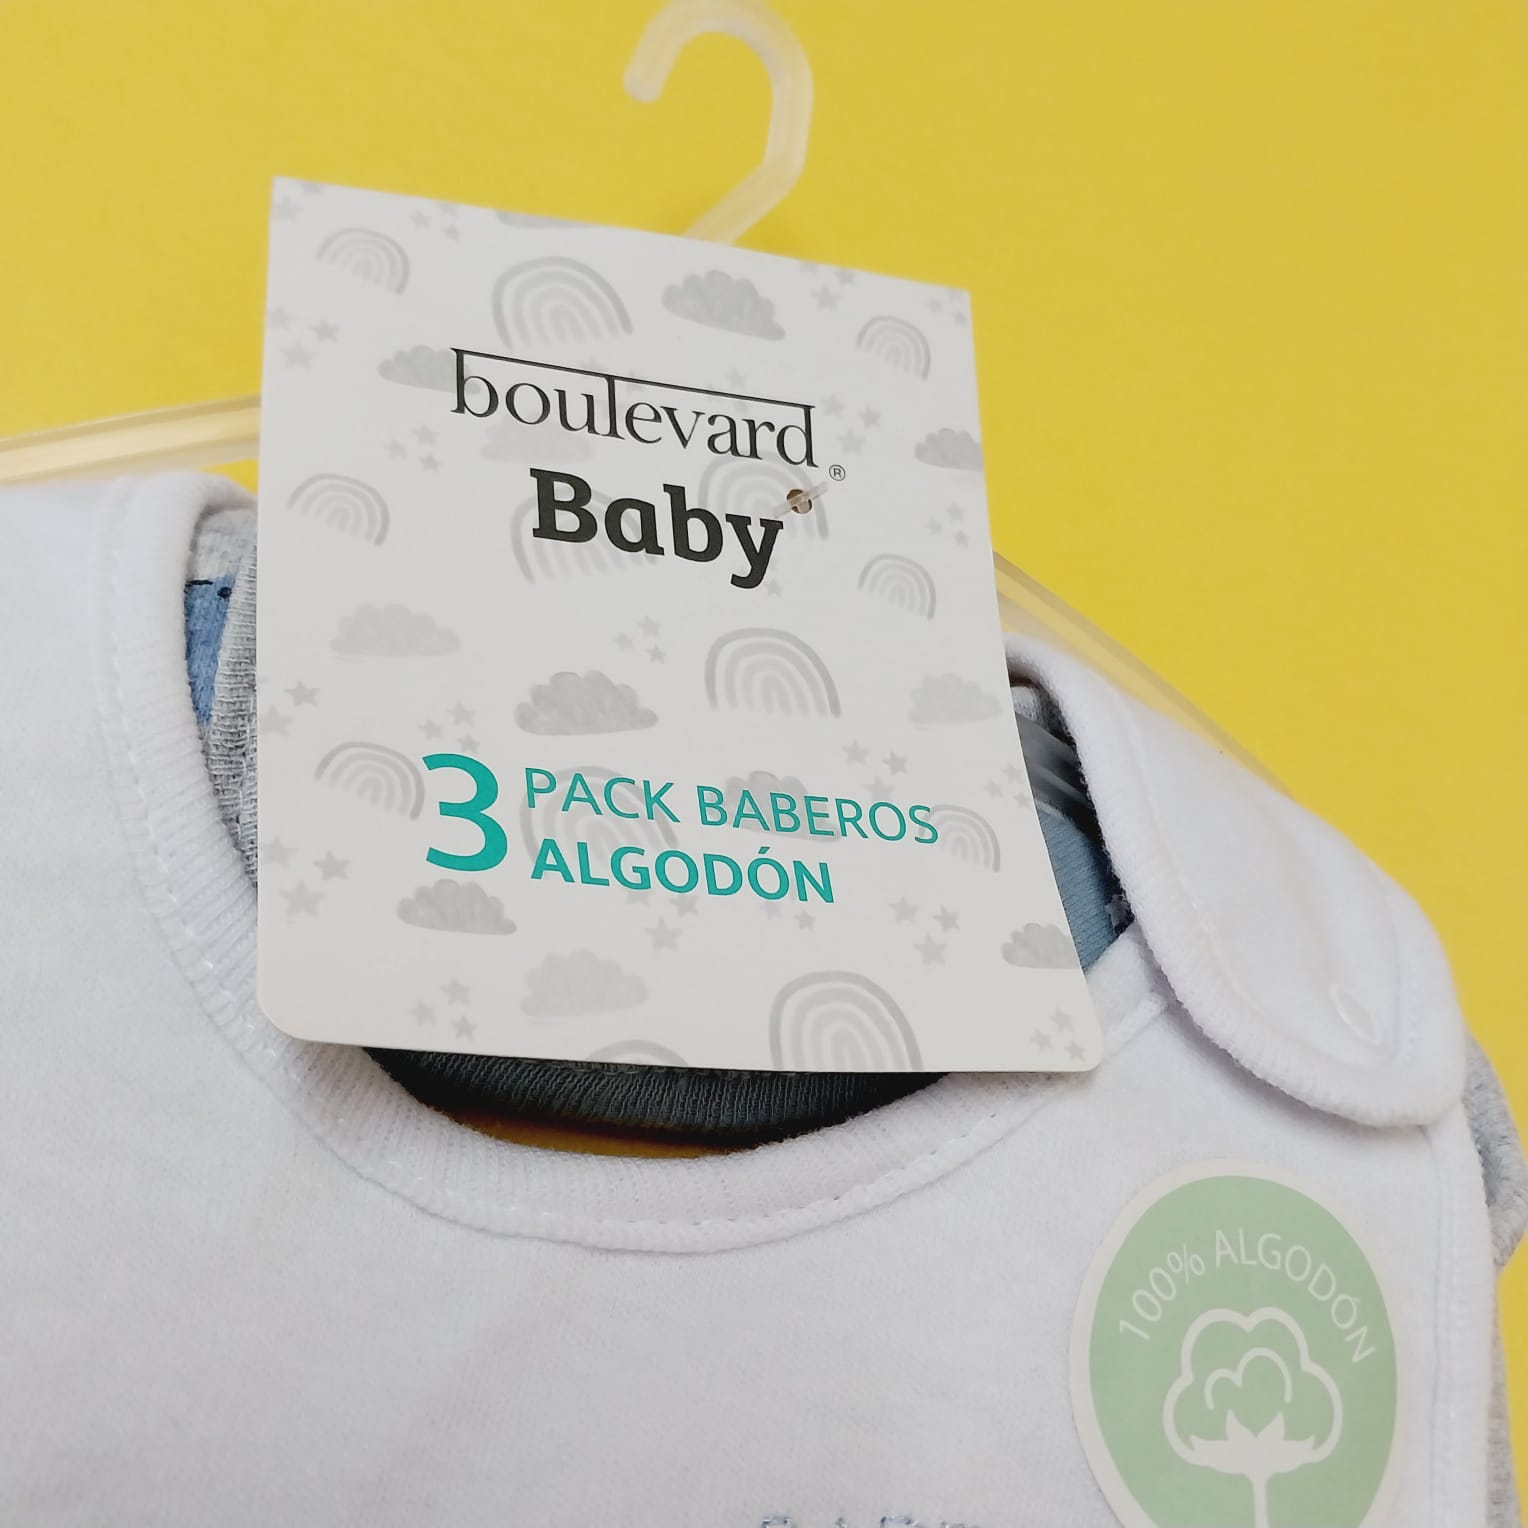 boulevard®
Baby
3 PACK BABEROS
ALGODÓN
100% ALGODÓN